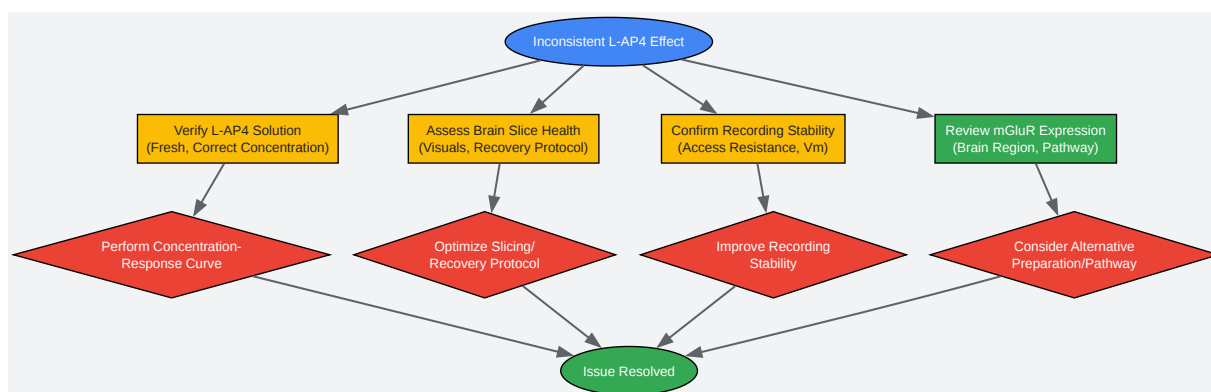 Inconsistent L-AP4 Effect
Verify L-AP4 Solution
(Fresh, Correct Concentration)
Assess Brain Slice Health
(Visuals, Recovery Protocol)
Confirm Recording Stability
(Access Resistance, Vm)
Review mGluR Expression
(Brain Region, Pathway)
Perform Concentration-
Response Curve
Optimize Slicing/
Recovery Protocol
Improve Recording
Stability
Consider Alternative
Preparation/Pathway
Issue Resolved